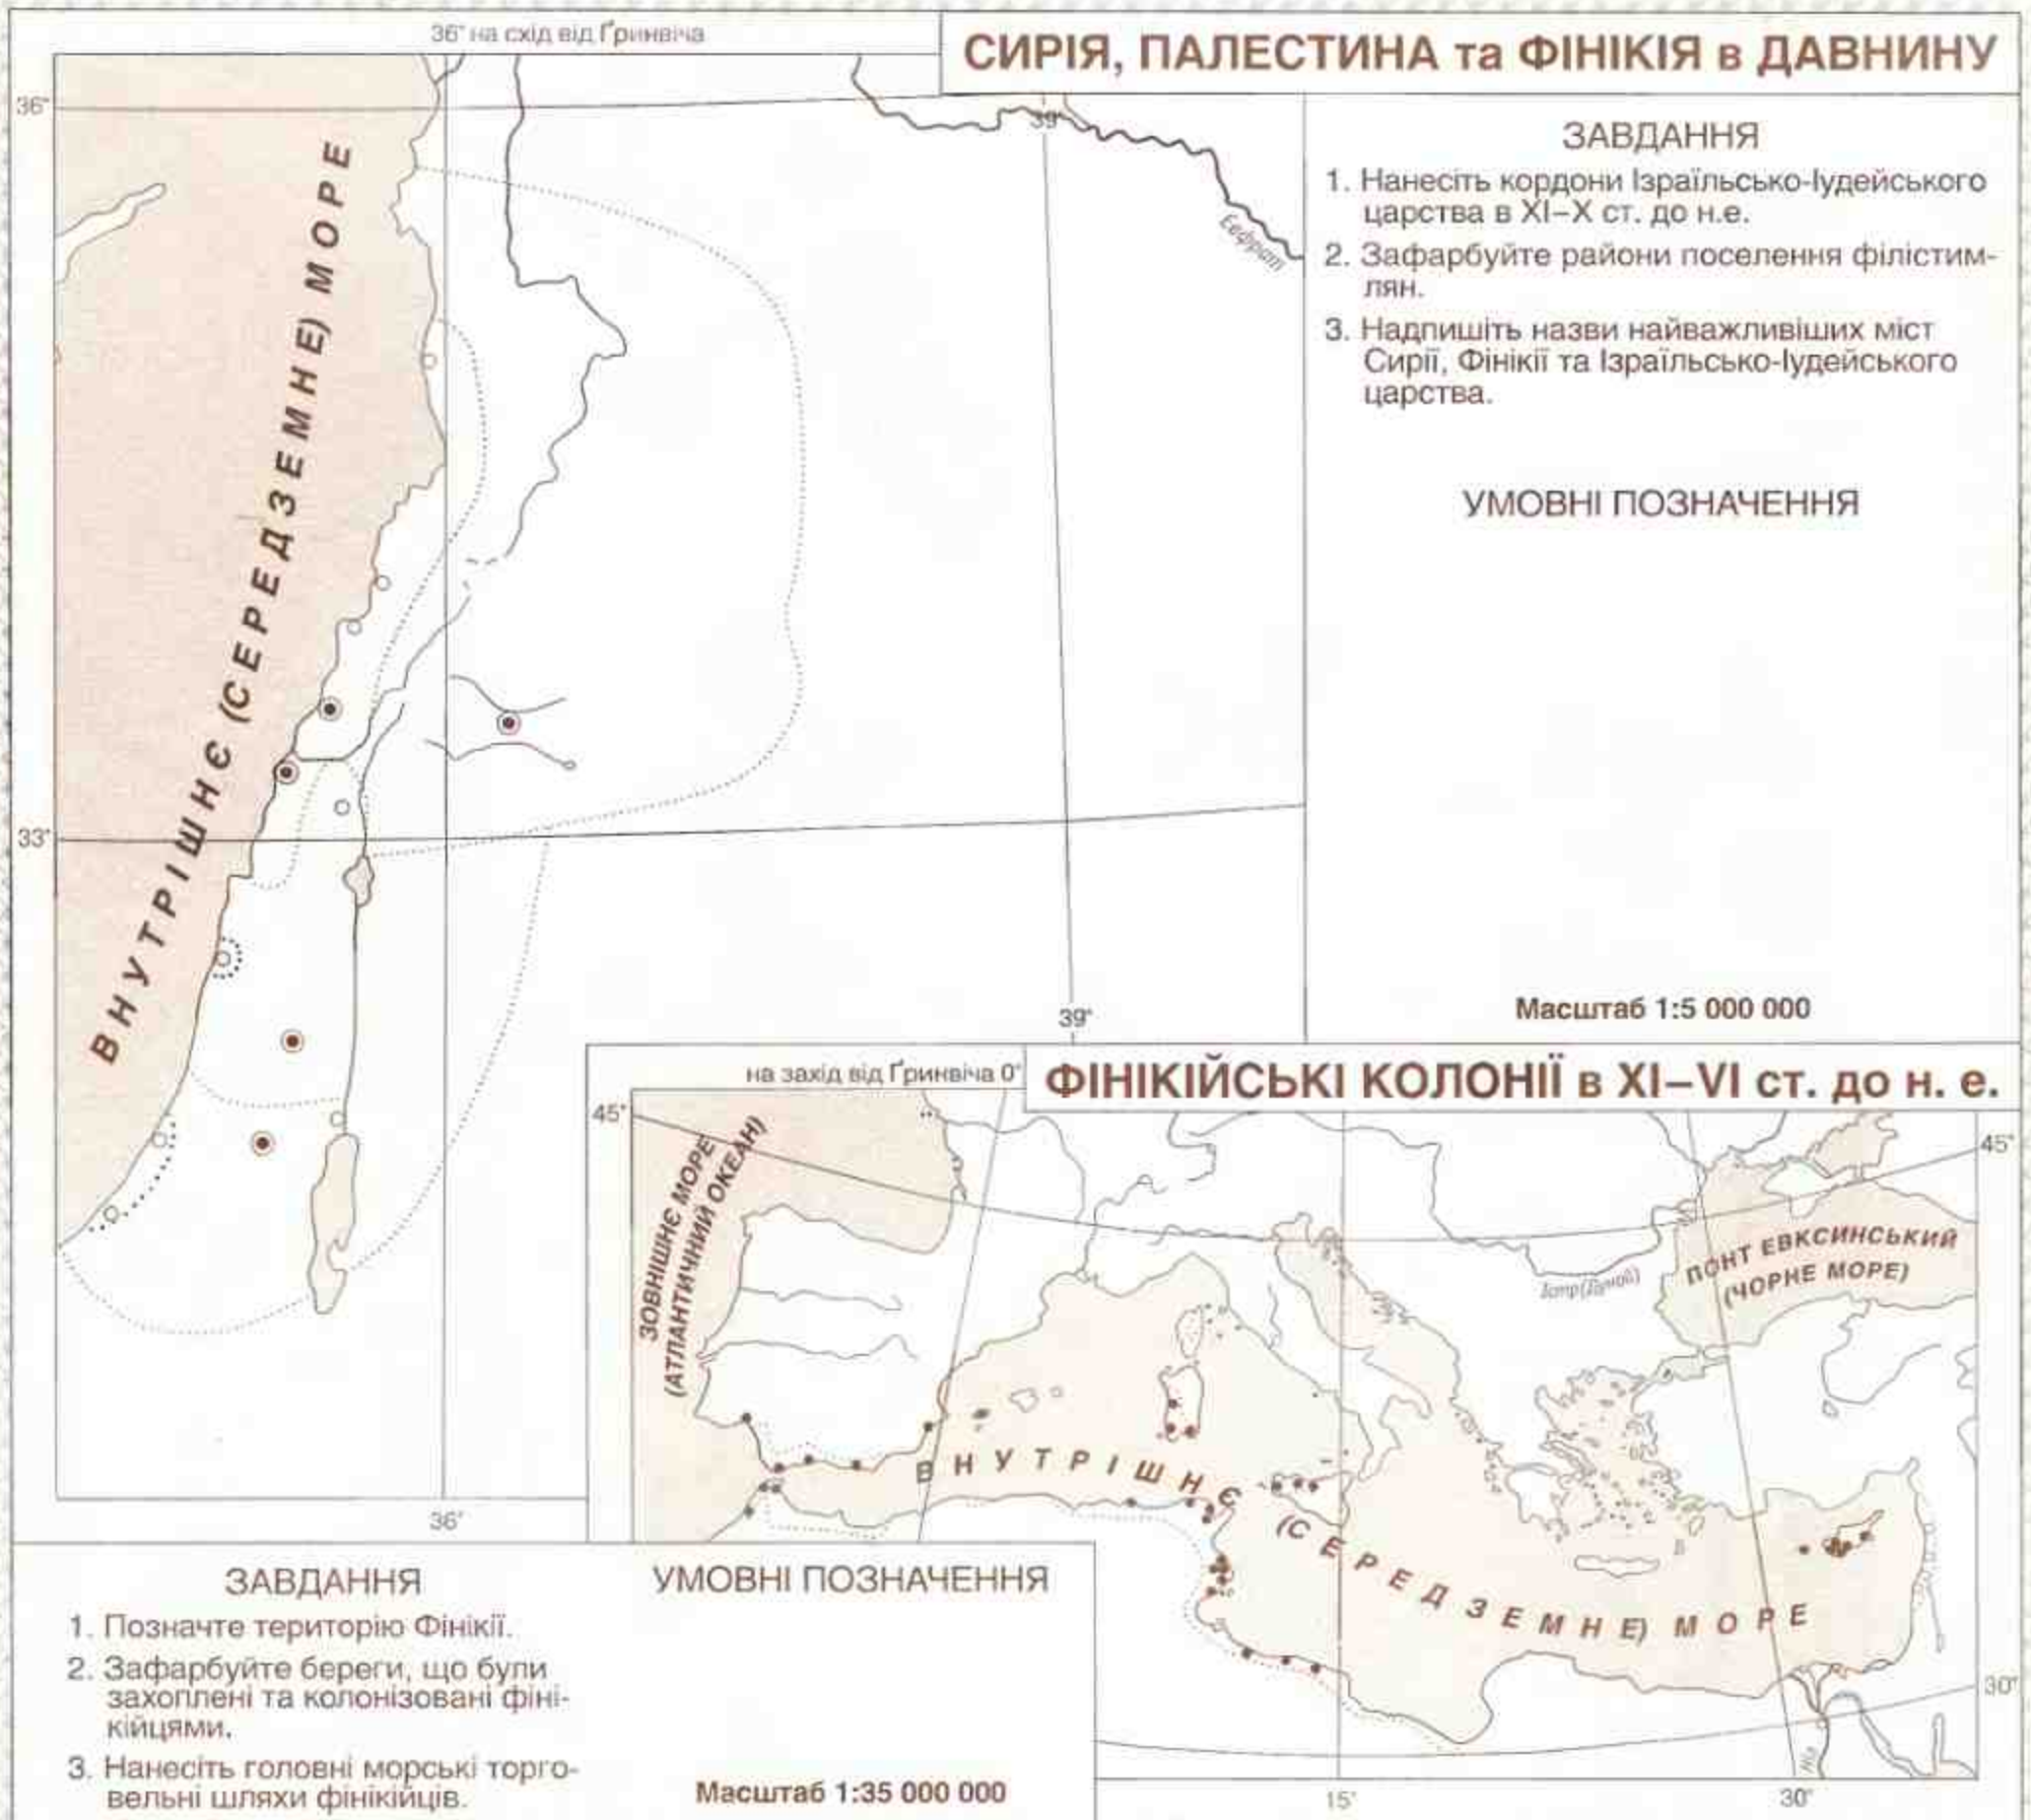 36° на схід від Ґринвіча
СИРІЯ, ПАЛЕСТИНА та ФІНІКІЯ в ДАВНИНУ
36°
39°
ВНУТРІШНЄ (СЕРЕДЗЕМНЕ) МОРЕ
Евфрат
ЗАВДАННЯ
1. Нанесіть кордони Ізраїльсько-Іудейського
царства в XI–X ст. до н.е.
2. Зафарбуйте райони поселення філістим-
лян.
3. Надпишіть назви найважливіших міст
Сирії, Фінікії та Ізраїльсько-Іудейського
царства.
УМОВНІ ПОЗНАЧЕННЯ
33°
Масштаб 1:5 000 000
39°
36°
на захід від Ґринвіча 0°
ФІНІКІЙСЬКІ КОЛОНІЇ в XI–VI ст. до н. е.
45°
45°
ЗОВНІШНЄ МОРЕ
(АТЛАНТИЧНИЙ ОКЕАН)
ПОНТ ЕВКСИНСЬКИЙ
(ЧОРНЕ МОРЕ)
Істр (Дунай)
ВНУТРІШНЄ
(СЕРЕДЗЕМНЕ) МОРЕ
30°
Ніл
15°
30°
ЗАВДАННЯ
1. Позначте територію Фінікії.
2. Зафарбуйте береги, що були
захоплені та колонізовані фіні-
кійцями.
3. Нанесіть головні морські торго-
вельні шляхи фінікійців.
УМОВНІ ПОЗНАЧЕННЯ
Масштаб 1:35 000 000